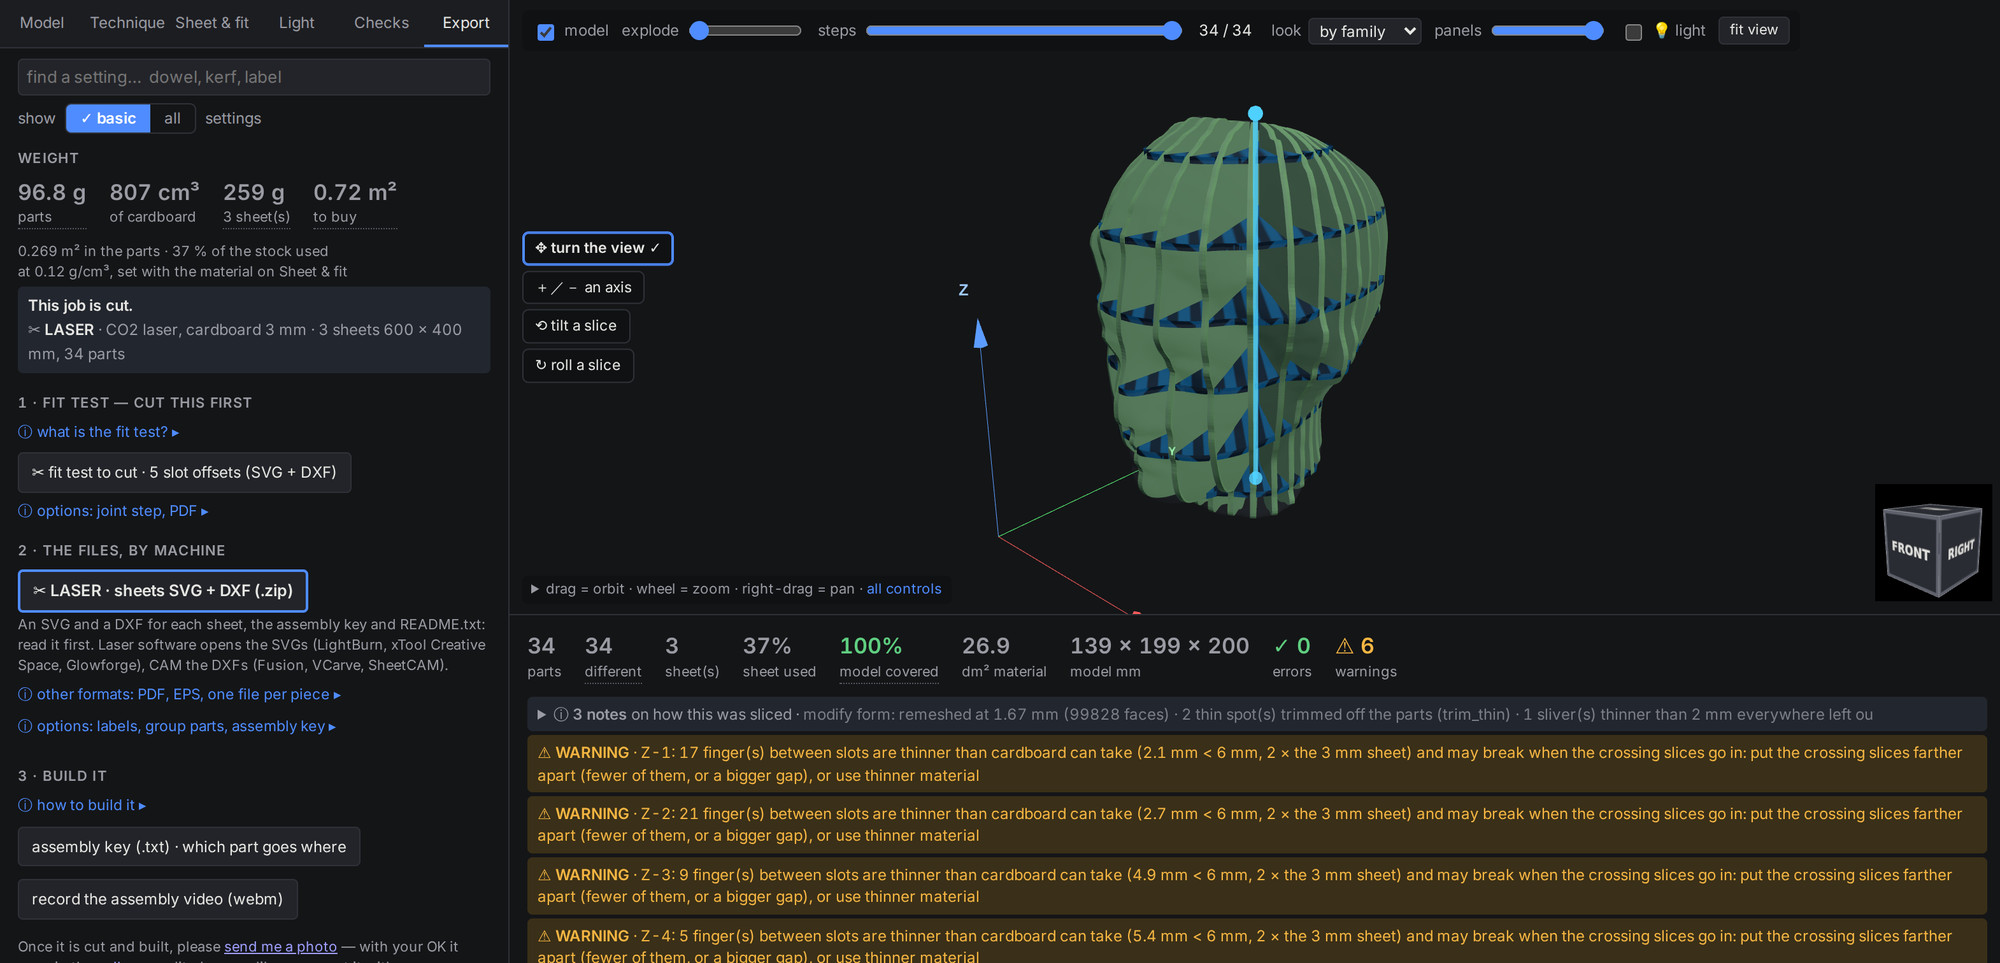 Model Technique Sheet & fit Light Checks Export
find a setting... dowel, kerf, label
show ✓ basic all settings
WEIGHT
96.8 g 807 cm³ 259 g 0.72 m²
parts of cardboard 3 sheet(s) to buy
0.269 m² in the parts · 37 % of the stock used
at 0.12 g/cm³, set with the material on Sheet & fit
This job is cut.
✂ LASER · CO2 laser, cardboard 3 mm · 3 sheets 600 × 400
mm, 34 parts
1 · FIT TEST — CUT THIS FIRST
ⓘ what is the fit test? ▸
✂ fit test to cut · 5 slot offsets (SVG + DXF)
ⓘ options: joint step, PDF ▸
2 · THE FILES, BY MACHINE
✂ LASER · sheets SVG + DXF (.zip)
An SVG and a DXF for each sheet, the assembly key and README.txt:
read it first. Laser software opens the SVGs (LightBurn, xTool Creative
Space, Glowforge), CAM the DXFs (Fusion, VCarve, SheetCAM).
ⓘ other formats: PDF, EPS, one file per piece ▸
ⓘ options: labels, group parts, assembly key ▸
3 · BUILD IT
ⓘ how to build it ▸
assembly key (.txt) · which part goes where
record the assembly video (webm)
Once it is cut and built, please send me a photo — with your OK it
model explode steps 34 / 34 look by family panels 💡 light fit view
✥ turn the view ✓
+ ／ − an axis
⟲ tilt a slice
↻ roll a slice
Z
Y
FRONT RIGHT
▶ drag = orbit · wheel = zoom · right-drag = pan · all controls
34 34 3 37% 100% 26.9 139 × 199 × 200 ✓ 0 ⚠ 6
parts different sheet(s) sheet used model covered dm² material model mm errors warnings
▶ ⓘ 3 notes on how this was sliced · modify form: remeshed at 1.67 mm (99828 faces) · 2 thin spot(s) trimmed off the parts (trim_thin) · 1 sliver(s) thinner than 2 mm everywhere left ou
⚠ WARNING · Z-1: 17 finger(s) between slots are thinner than cardboard can take (2.1 mm < 6 mm, 2 × the 3 mm sheet) and may break when the crossing slices go in: put the crossing slices farther
apart (fewer of them, or a bigger gap), or use thinner material
⚠ WARNING · Z-2: 21 finger(s) between slots are thinner than cardboard can take (2.7 mm < 6 mm, 2 × the 3 mm sheet) and may break when the crossing slices go in: put the crossing slices farther
apart (fewer of them, or a bigger gap), or use thinner material
⚠ WARNING · Z-3: 9 finger(s) between slots are thinner than cardboard can take (4.9 mm < 6 mm, 2 × the 3 mm sheet) and may break when the crossing slices go in: put the crossing slices farther
apart (fewer of them, or a bigger gap), or use thinner material
⚠ WARNING · Z-4: 5 finger(s) between slots are thinner than cardboard can take (5.4 mm < 6 mm, 2 × the 3 mm sheet) and may break when the crossing slices go in: put the crossing slices farther
apart (fewer of them, or a bigger gap), or use thinner material